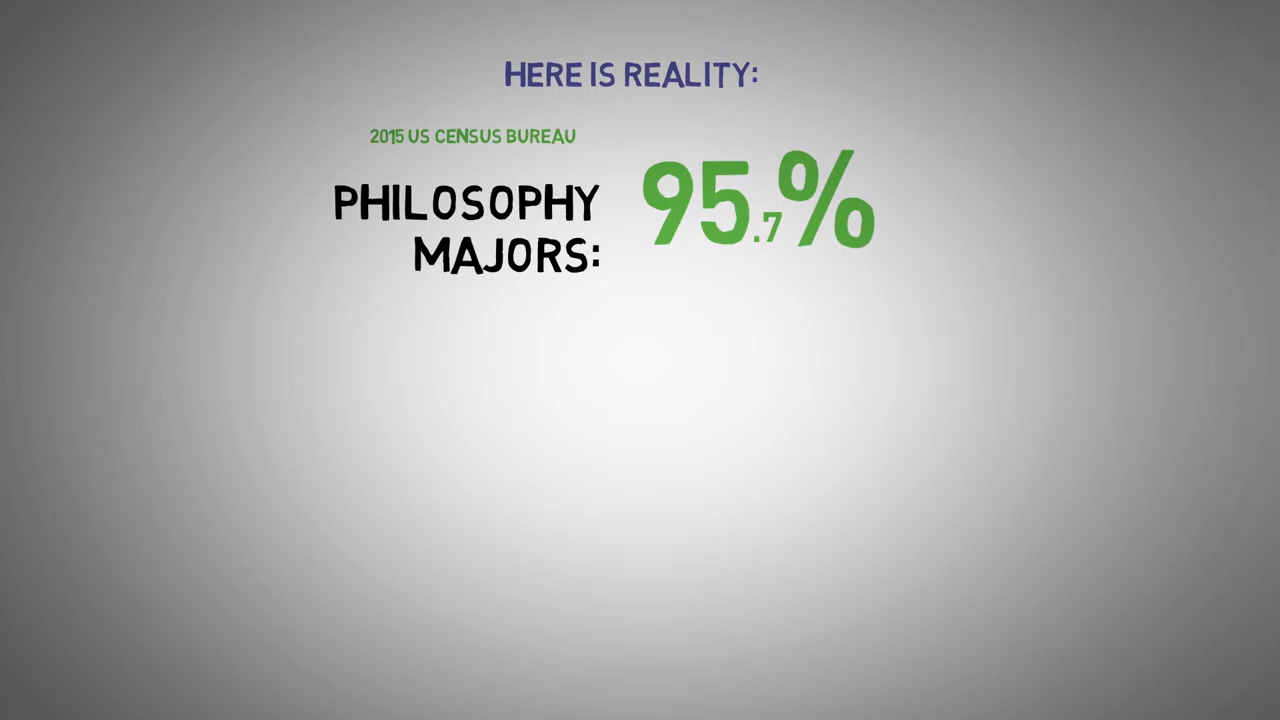 HERE IS REALITY:
2015 US CENSUS BUREAU
PHILOSOPHY
MAJORS:
95.7%